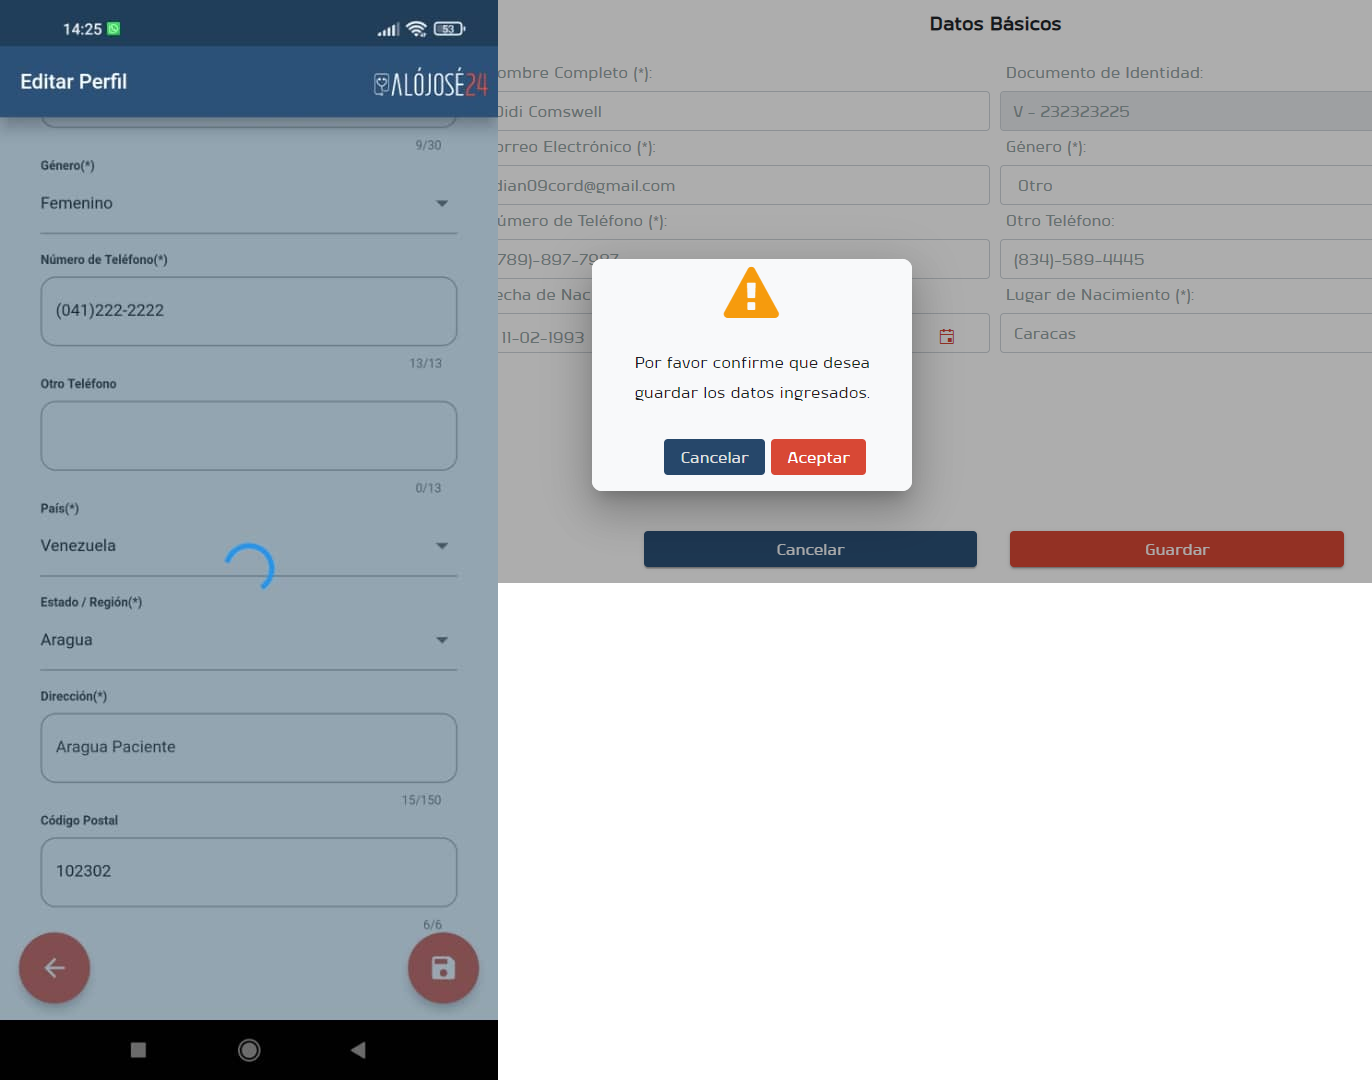 14:25
53
Editar Perfil
ALÓJOSÉ24
9/30
Género(*)
Femenino
Número de Teléfono(*)
(041)222-2222
13/13
Otro Teléfono
0/13
País(*)
Venezuela
Estado / Región(*)
Aragua
Dirección(*)
Aragua Paciente
15/150
Código Postal
102302
6/6
Datos Básicos
ombre Completo (*):
Documento de Identidad:
Didi Comswell
V - 232323225
orreo Electrónico (*):
Género (*):
dian09cord@gmail.com
Otro
úmero de Teléfono (*):
Otro Teléfono:
789)-897-7987
(834)-589-4445
echa de Nac
Lugar de Nacimiento (*):
11-02-1993
Caracas
Por favor confirme que desea
guardar los datos ingresados.
Cancelar
Aceptar
Cancelar
Guardar